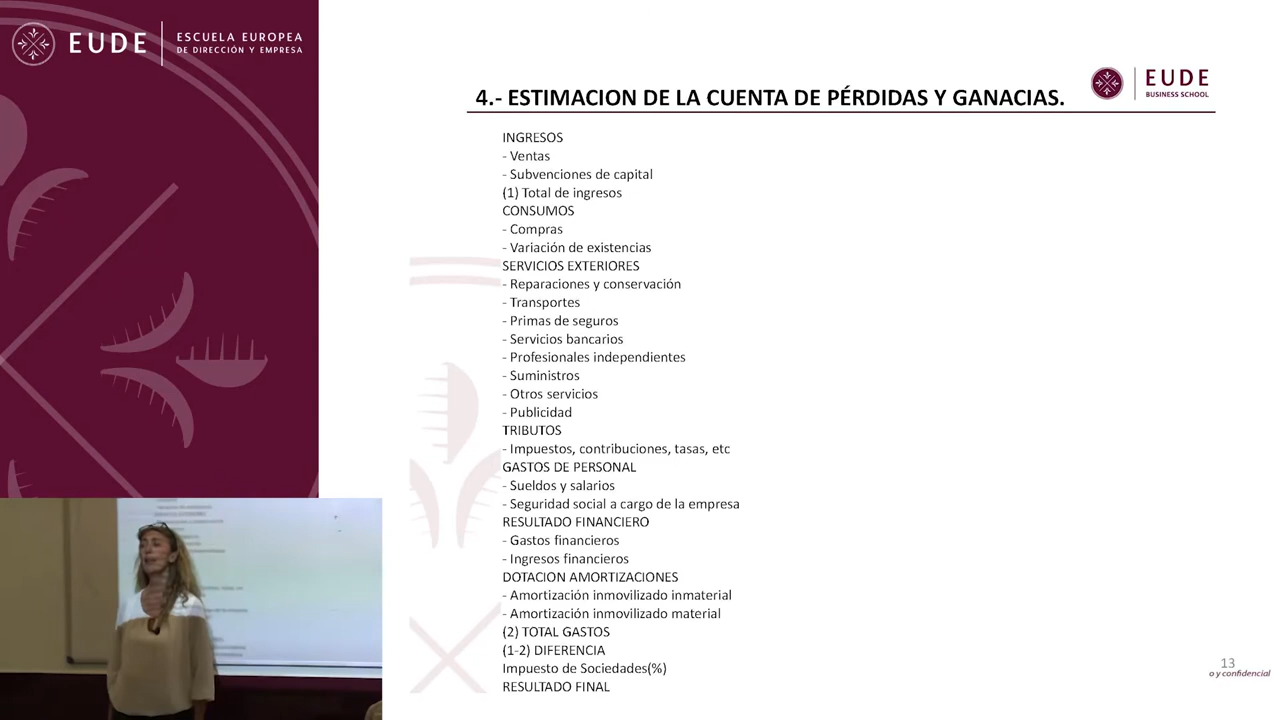 EUDE
ESCUELA EUROPEA
DE DIRECCIÓN Y EMPRESA
4.- ESTIMACION DE LA CUENTA DE PÉRDIDAS Y GANACIAS.
EUDE
BUSINESS SCHOOL
INGRESOS
- Ventas
- Subvenciones de capital
(1) Total de ingresos
CONSUMOS
- Compras
- Variación de existencias
SERVICIOS EXTERIORES
- Reparaciones y conservación
- Transportes
- Primas de seguros
- Servicios bancarios
- Profesionales independientes
- Suministros
- Otros servicios
- Publicidad
TRIBUTOS
- Impuestos, contribuciones, tasas, etc
GASTOS DE PERSONAL
- Sueldos y salarios
- Seguridad social a cargo de la empresa
RESULTADO FINANCIERO
- Gastos financieros
- Ingresos financieros
DOTACION AMORTIZACIONES
- Amortización inmovilizado inmaterial
- Amortización inmovilizado material
(2) TOTAL GASTOS
(1-2) DIFERENCIA
Impuesto de Sociedades(%)
RESULTADO FINAL
13
o y confidencial